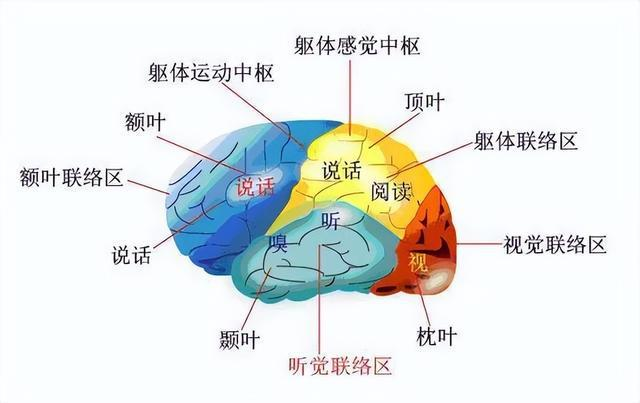 躯体感觉中枢
躯体运动中枢
顶叶
额叶
躯体联络区
额叶联络区
说话
说话
阅读
听
嗅
说话
视
视觉联络区
颞叶
枕叶
听觉联络区